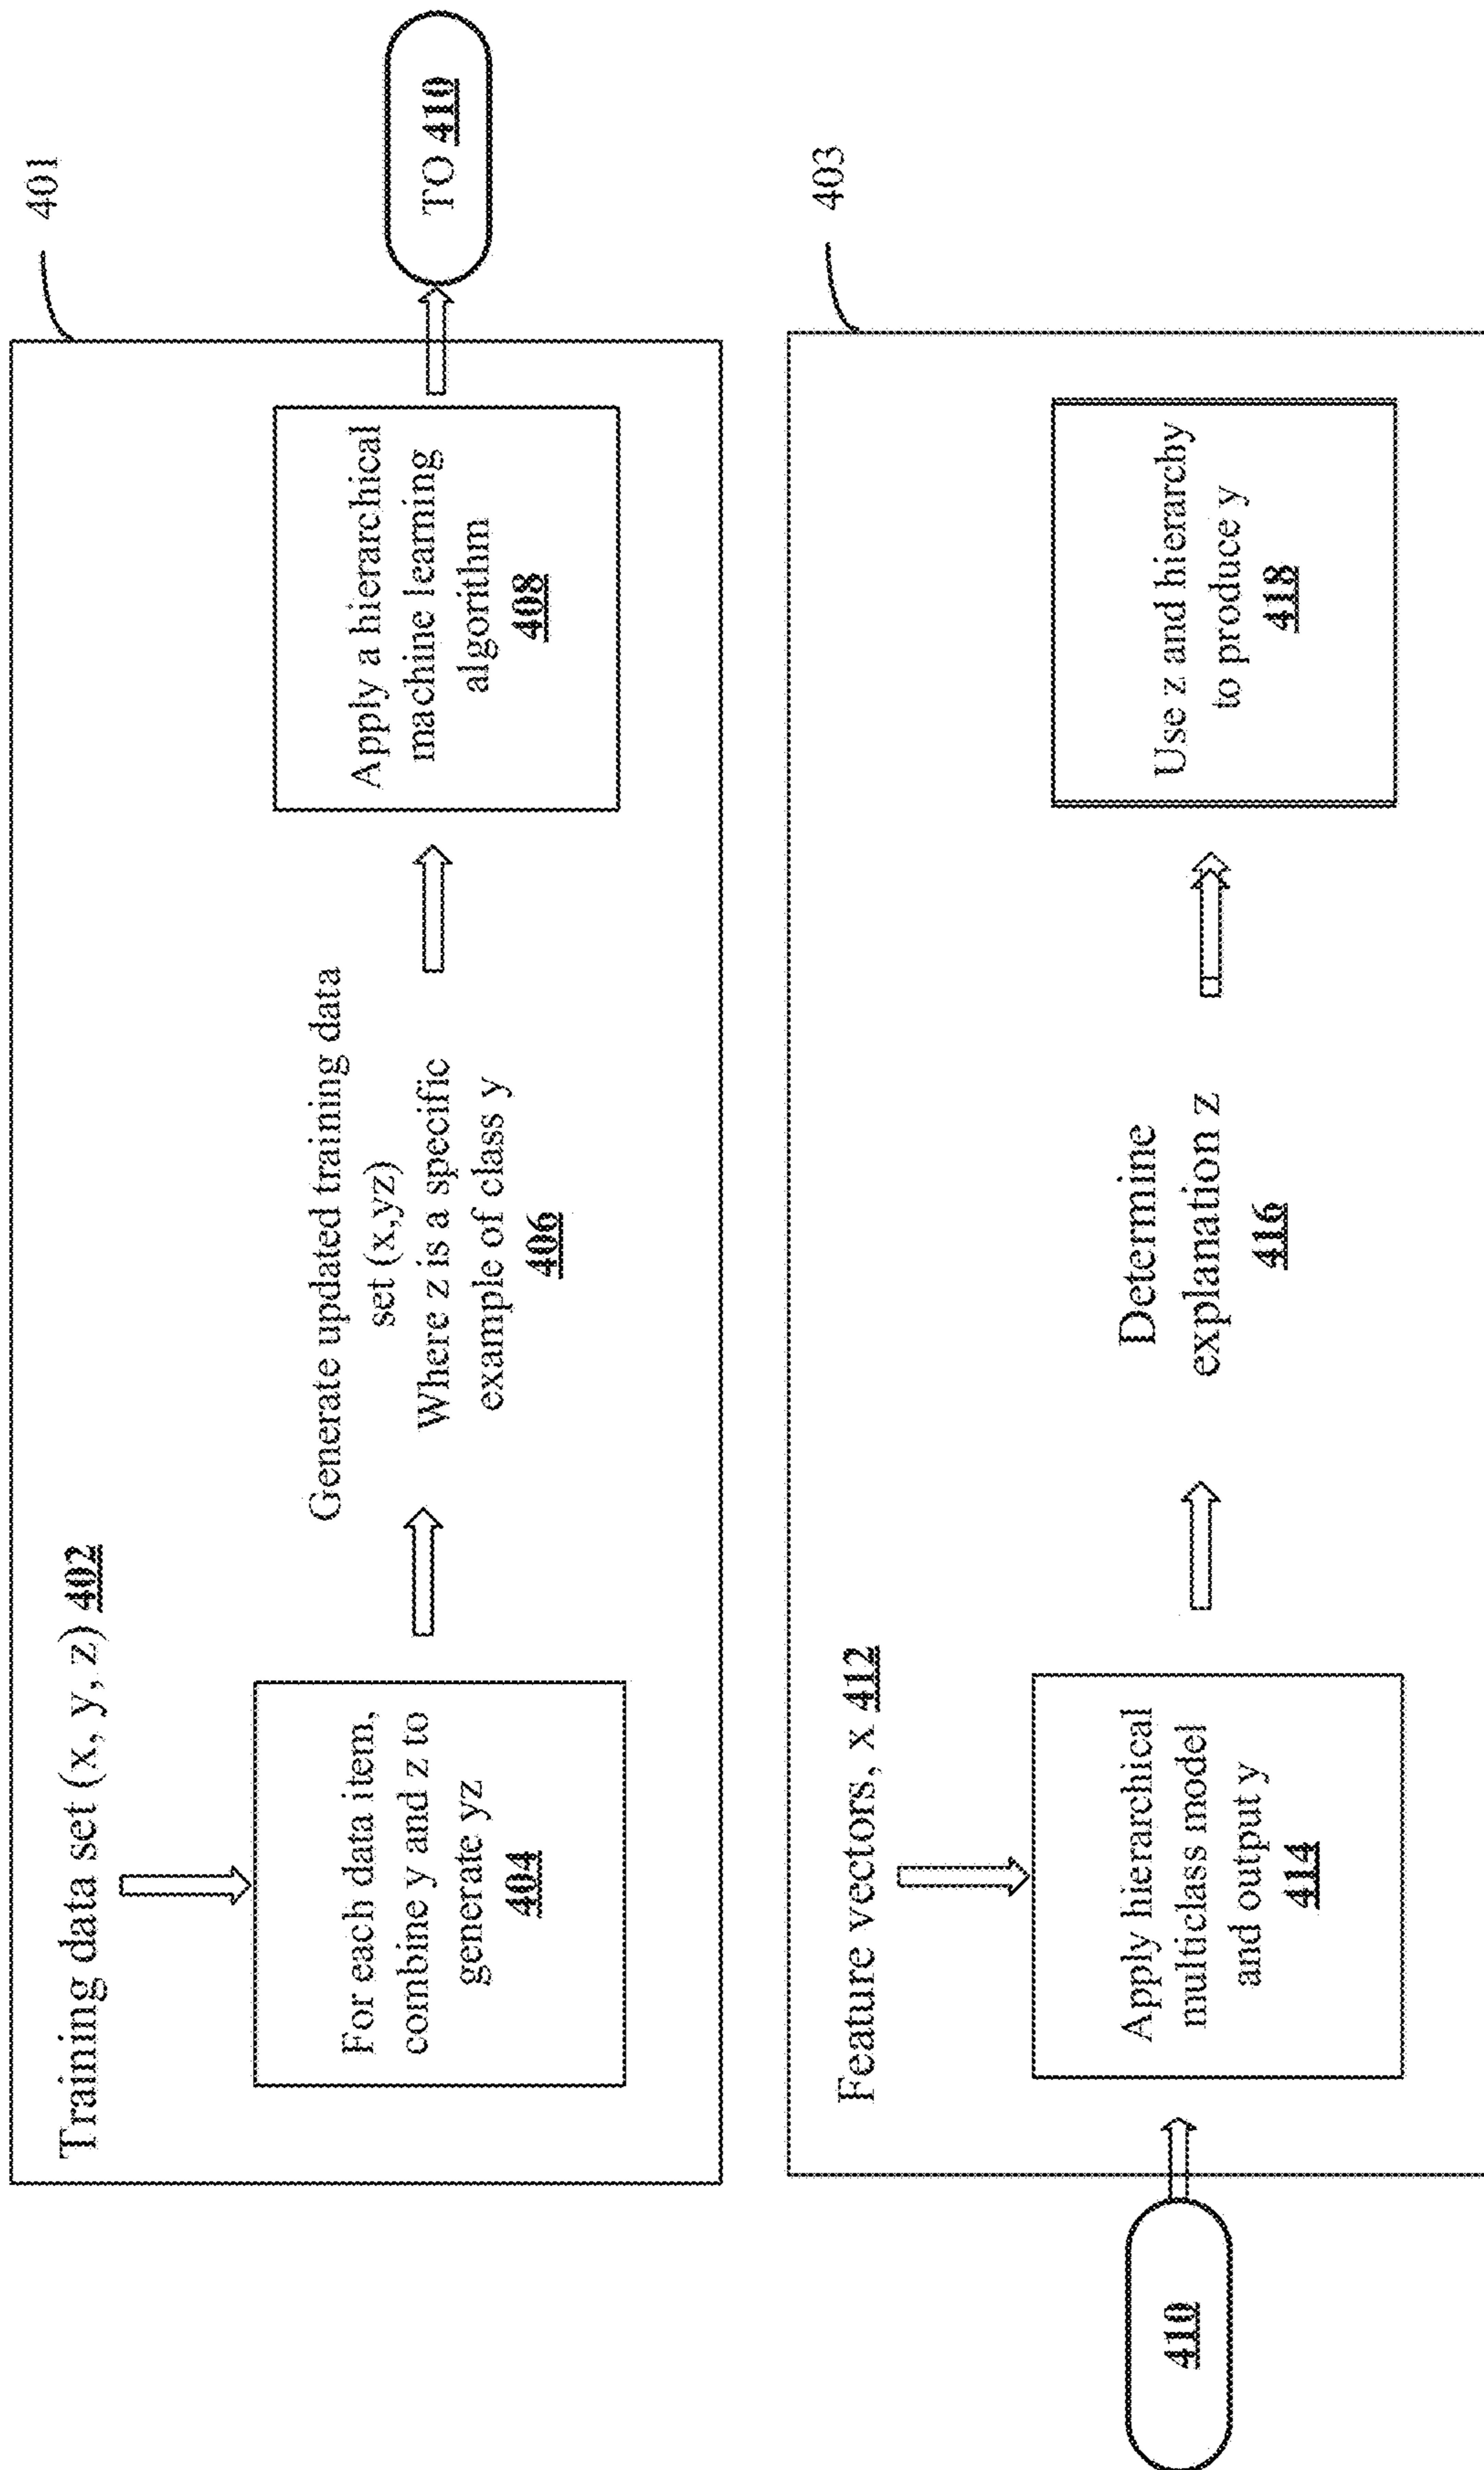 401
Training data set (x, y, z) 402
For each data item,
combine y and z to
generate yz
404
Generate updated training data
set (x,yz)
Where z is a specific
example of class y
406
Apply a hierarchical
machine learning
algorithm
408
TO 410
403
Feature vectors, x 412
410
Apply hierarchical
multiclass model
and output y
414
Determine
explanation z
416
Use z and hierarchy
to produce y
418